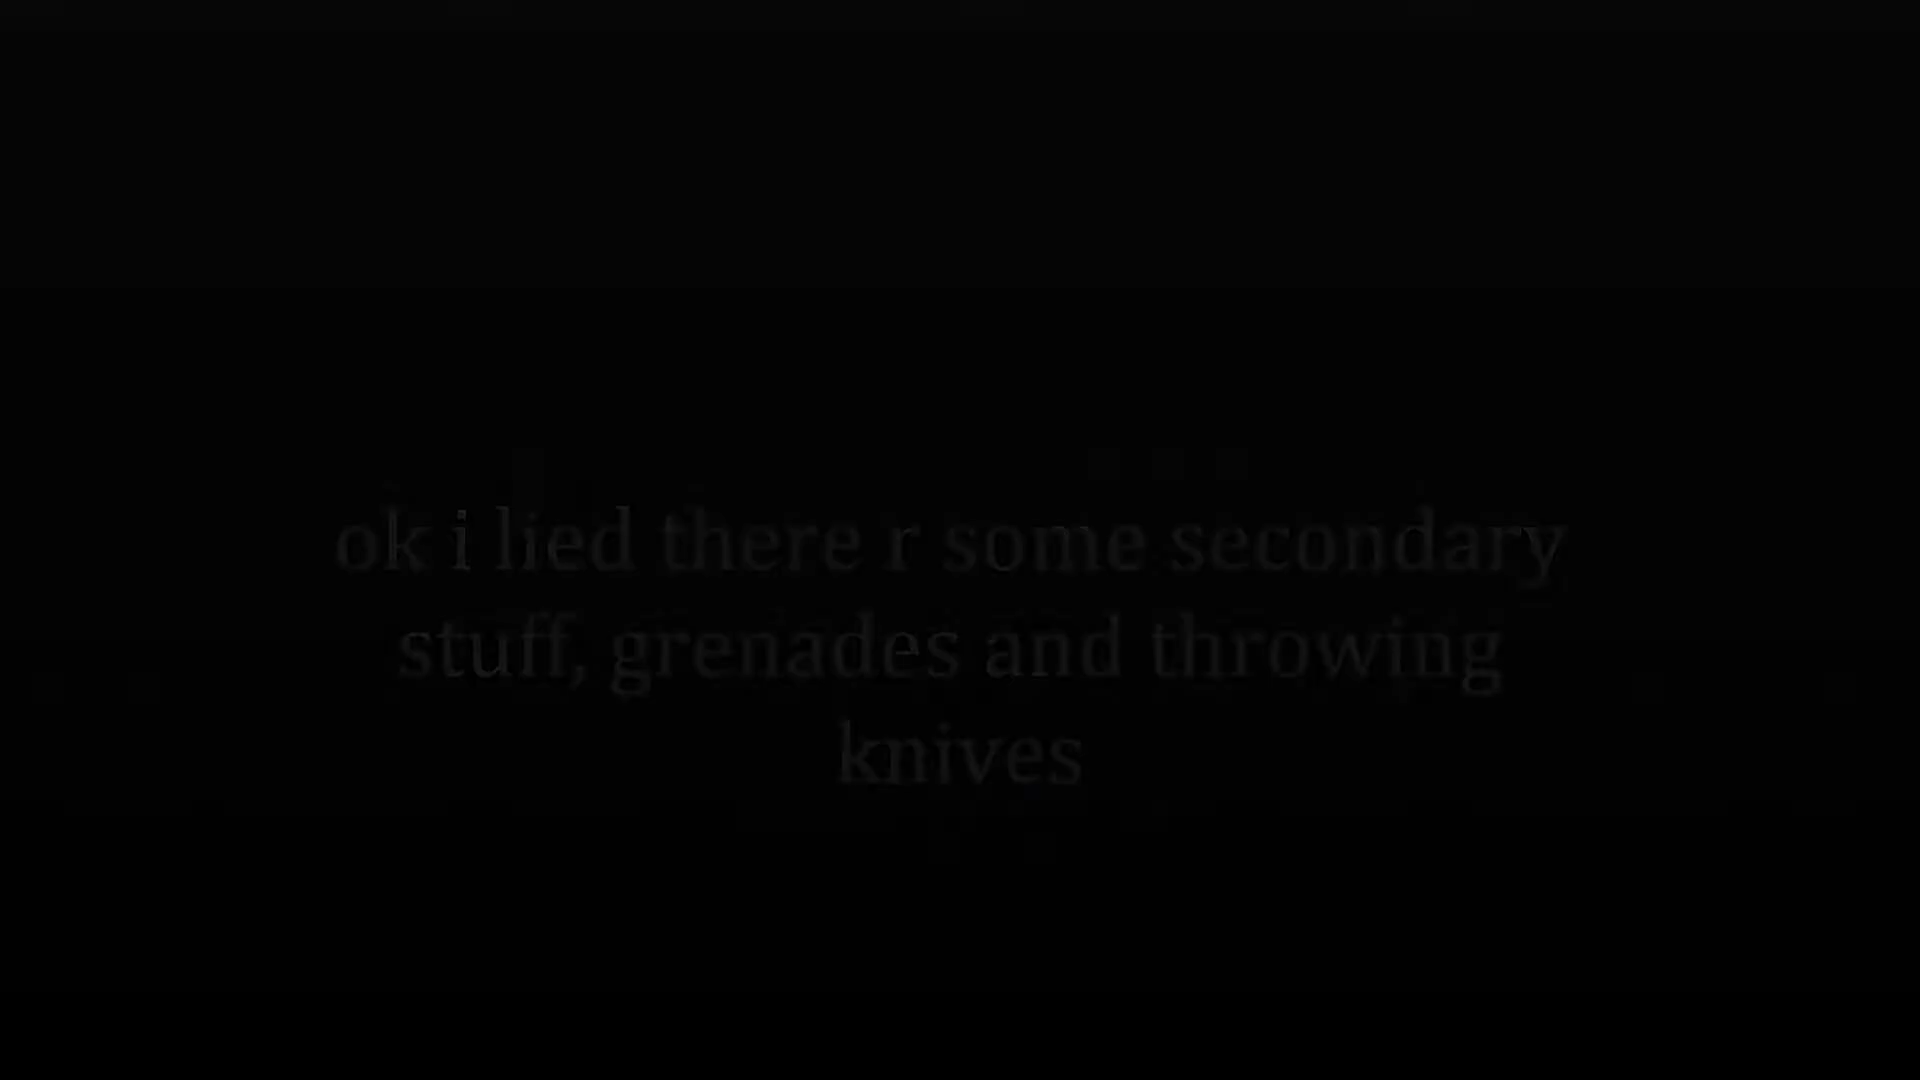 ok i lied there r some secondary
stuff, grenades and throwing
knives